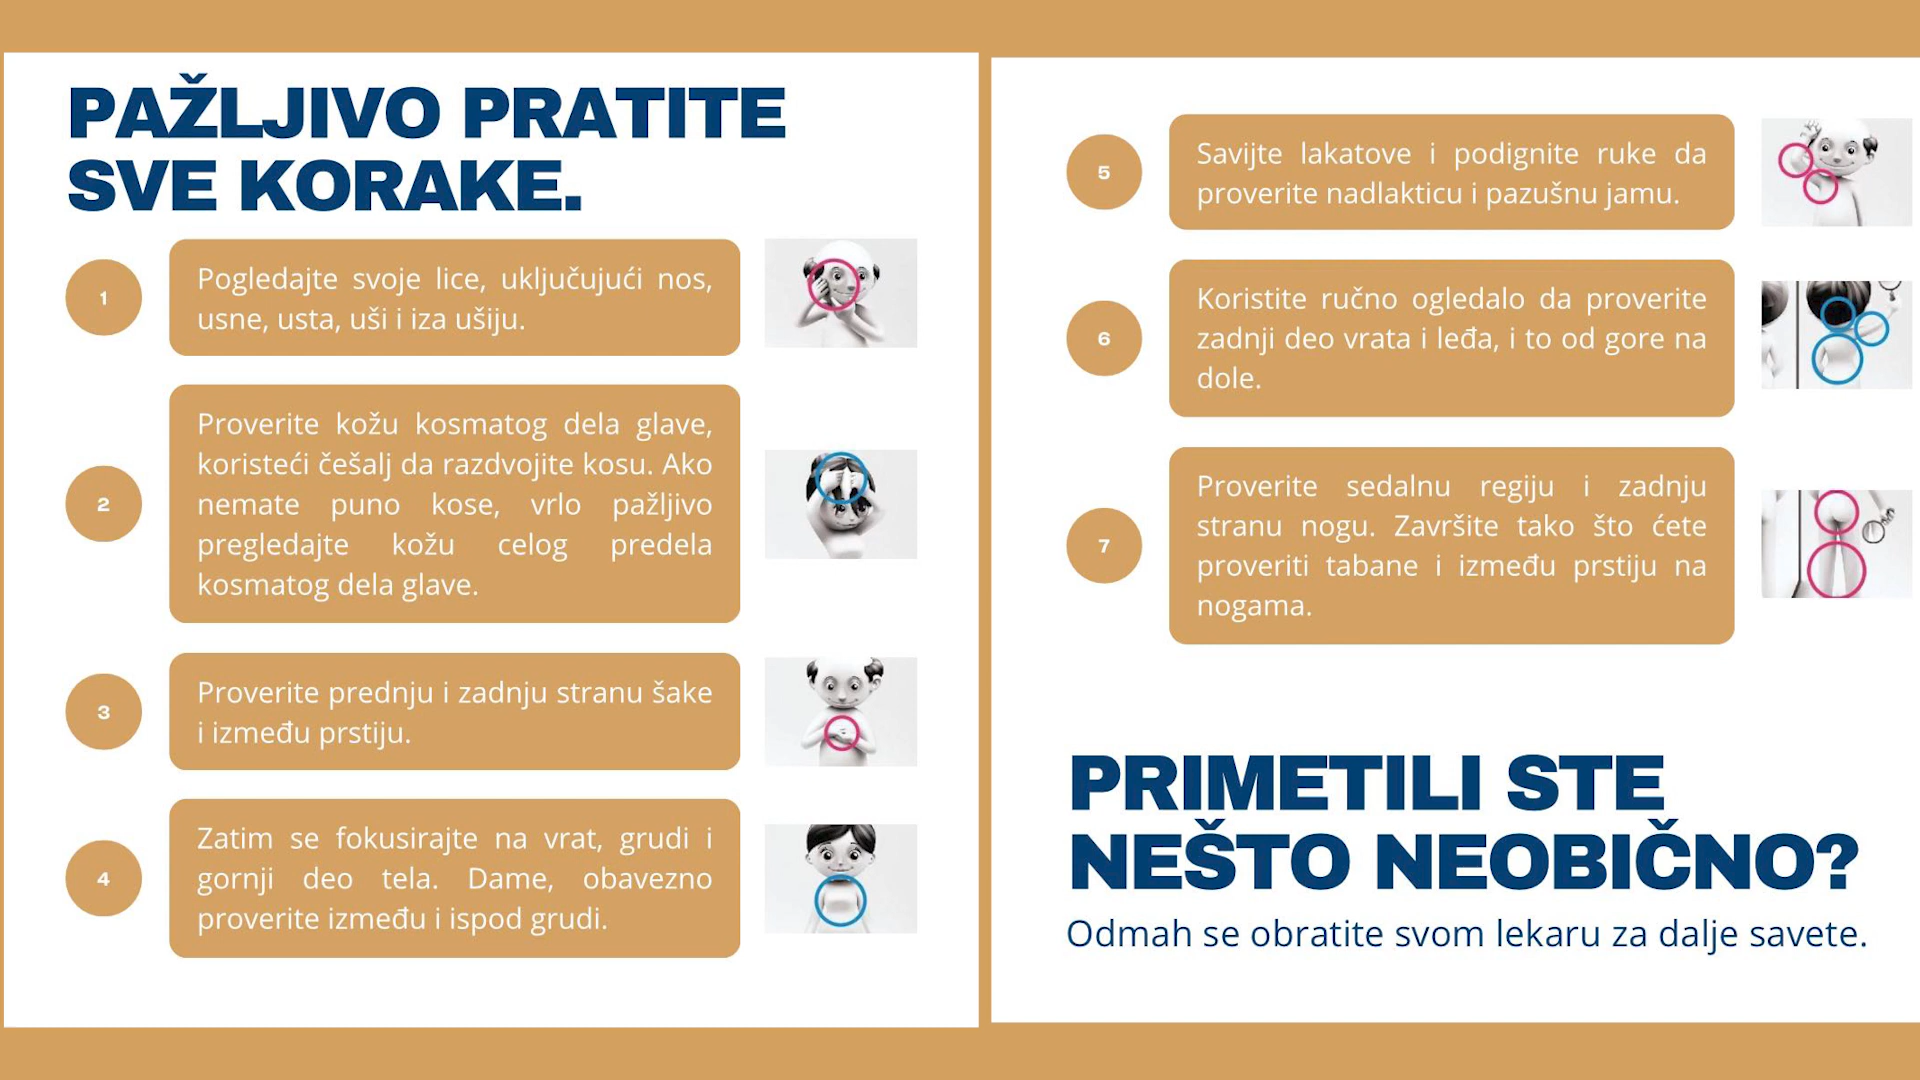 PAŽLJIVO PRATITE
SVE KORAKE.
1
Pogledajte svoje lice, uključujući nos,
usne, usta, uši i iza ušiju.
2
Proverite kožu kosmatog dela glave,
koristeći češalj da razdvojite kosu. Ako
nemate puno kose, vrlo pažljivo
pregledajte kožu celog predela
kosmatog dela glave.
3
Proverite prednju i zadnju stranu šake
i između prstiju.
4
Zatim se fokusirajte na vrat, grudi i
gornji deo tela. Dame, obavezno
proverite između i ispod grudi.
5
Savijte lakatove i podignite ruke da
proverite nadlakticu i pazušnu jamu.
6
Koristite ručno ogledalo da proverite
zadnji deo vrata i leđa, i to od gore na
dole.
7
Proverite sedalnu regiju i zadnju
stranu nogu. Završite tako što ćete
proveriti tabane i između prstiju na
nogama.
PRIMETILI STE
NEŠTO NEOBIČNO?
Odmah se obratite svom lekaru za dalje savete.